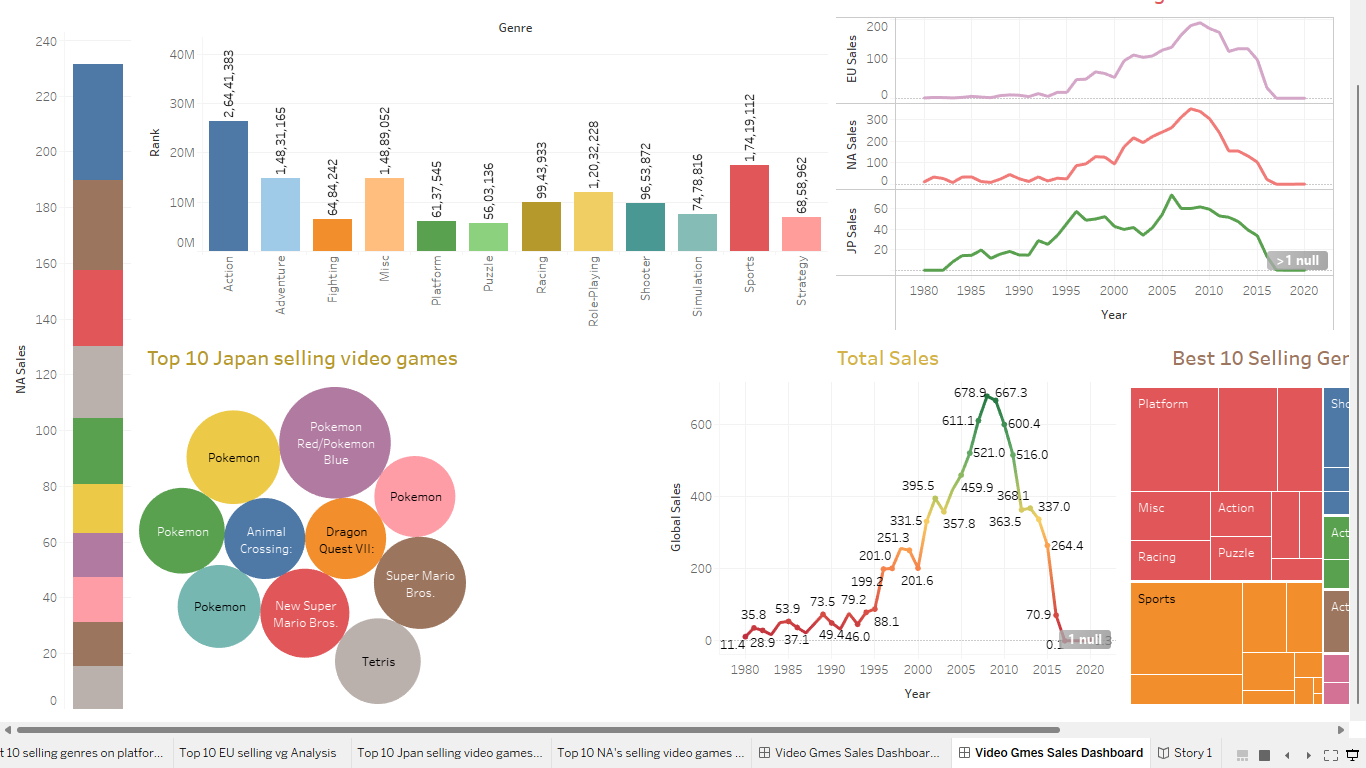 240
220
200
180
160
140
120
100
80
60
40
20
0
NA Sales
Genre
Rank
40M
30M
20M
10M
0M
2,64,41,383
1,48,31,165
64,84,242
1,48,89,052
61,37,545
56,03,136
99,43,933
1,20,32,228
96,53,872
74,78,816
1,74,19,112
68,58,962
Action
Adventure
Fighting
Misc
Platform
Puzzle
Racing
Role-Playing
Shooter
Simulation
Sports
Strategy
EU Sales
200
100
0
NA Sales
300
200
100
0
JP Sales
60
40
20
>1 null
1980 1985 1990 1995 2000 2005 2010 2015 2020
Year
Top 10 Japan selling video games
Pokemon
Red/Pokemon
Blue
Pokemon
Pokemon
Pokemon
Animal
Crossing:
Dragon
Quest VII:
Super Mario
Bros.
Pokemon
New Super
Mario Bros.
Tetris
Total Sales
Global Sales
600
400
200
0
678.9 667.3
611.1 600.4
521.0 516.0
395.5 459.9 368.1
337.0
331.5 357.8 363.5
251.3
264.4
201.0
199.2 201.6
73.5 79.2
35.8 53.9
88.1
70.9
11.4 28.9 37.1 49.4 46.0
1 null
1980 1985 1990 1995 2000 2005 2010 2015 2020
Year
Best 10 Selling Ger
Platform
Misc
Action
Racing
Puzzle
Sports
Sho
Act
Act
t 10 selling genres on platfor...
Top 10 EU selling vg Analysis
Top 10 Jpan selling video games...
Top 10 NA's selling video games ...
Video Gmes Sales Dashboar...
Video Gmes Sales Dashboard
Story 1